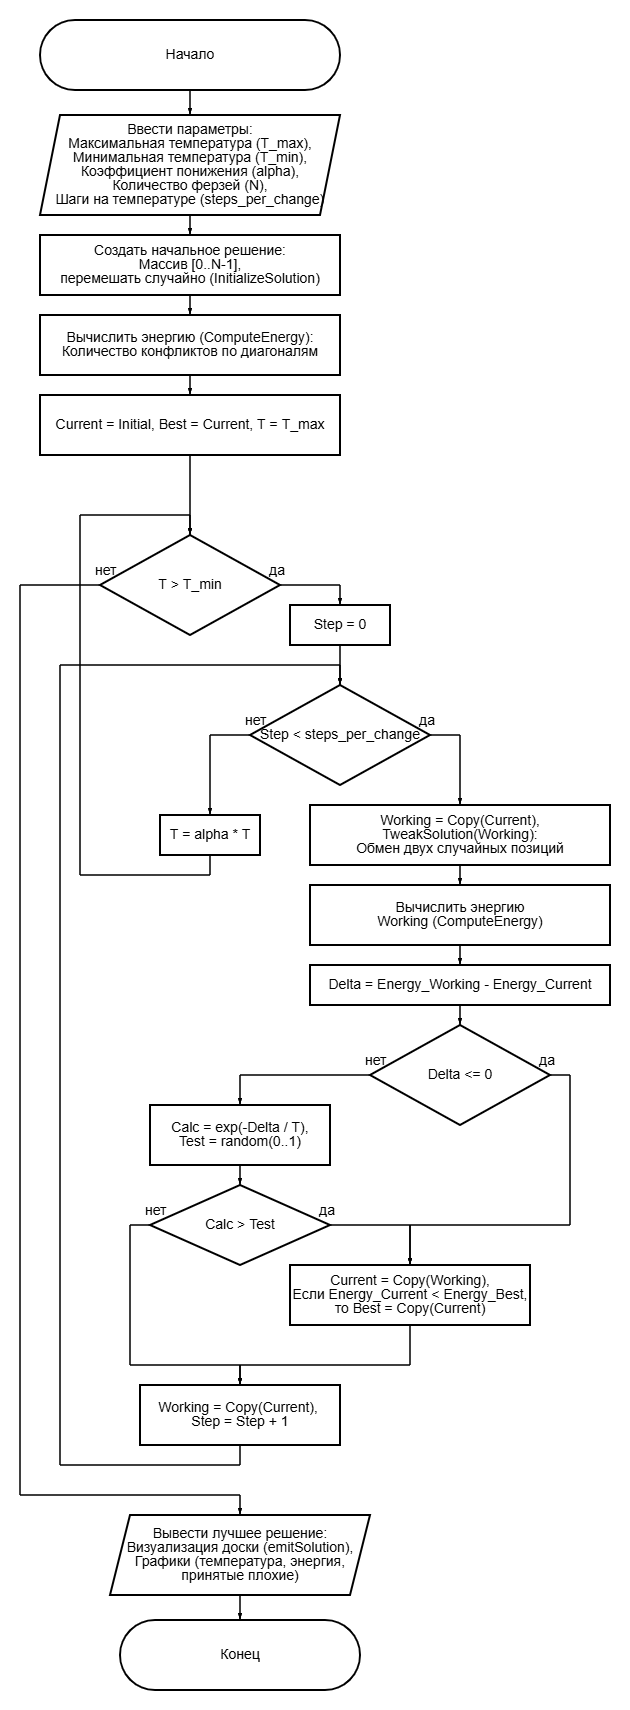 Начало
Ввести параметры:
Максимальная температура (T_max),
Минимальная температура (T_min),
Коэффициент понижения (alpha),
Количество ферзей (N),
Шаги на температуре (steps_per_change)
Создать начальное решение:
Массив [0..N-1],
перемешать случайно (InitializeSolution)
Вычислить энергию (ComputeEnergy):
Количество конфликтов по диагоналям
Current = Initial, Best = Current, T = T_max
нет
да
T > T_min
Step = 0
нет
да
Step < steps_per_change
T = alpha * T
Working = Copy(Current),
TweakSolution(Working):
Обмен двух случайных позиций
Вычислить энергию
Working (ComputeEnergy)
Delta = Energy_Working - Energy_Current
нет
да
Delta <= 0
Calc = exp(-Delta / T),
Test = random(0..1)
нет
да
Calc > Test
Current = Copy(Working),
Если Energy_Current < Energy_Best,
то Best = Copy(Current)
Working = Copy(Current),
Step = Step + 1
Вывести лучшее решение:
Визуализация доски (emitSolution),
Графики (температура, энергия,
принятые плохие)
Конец